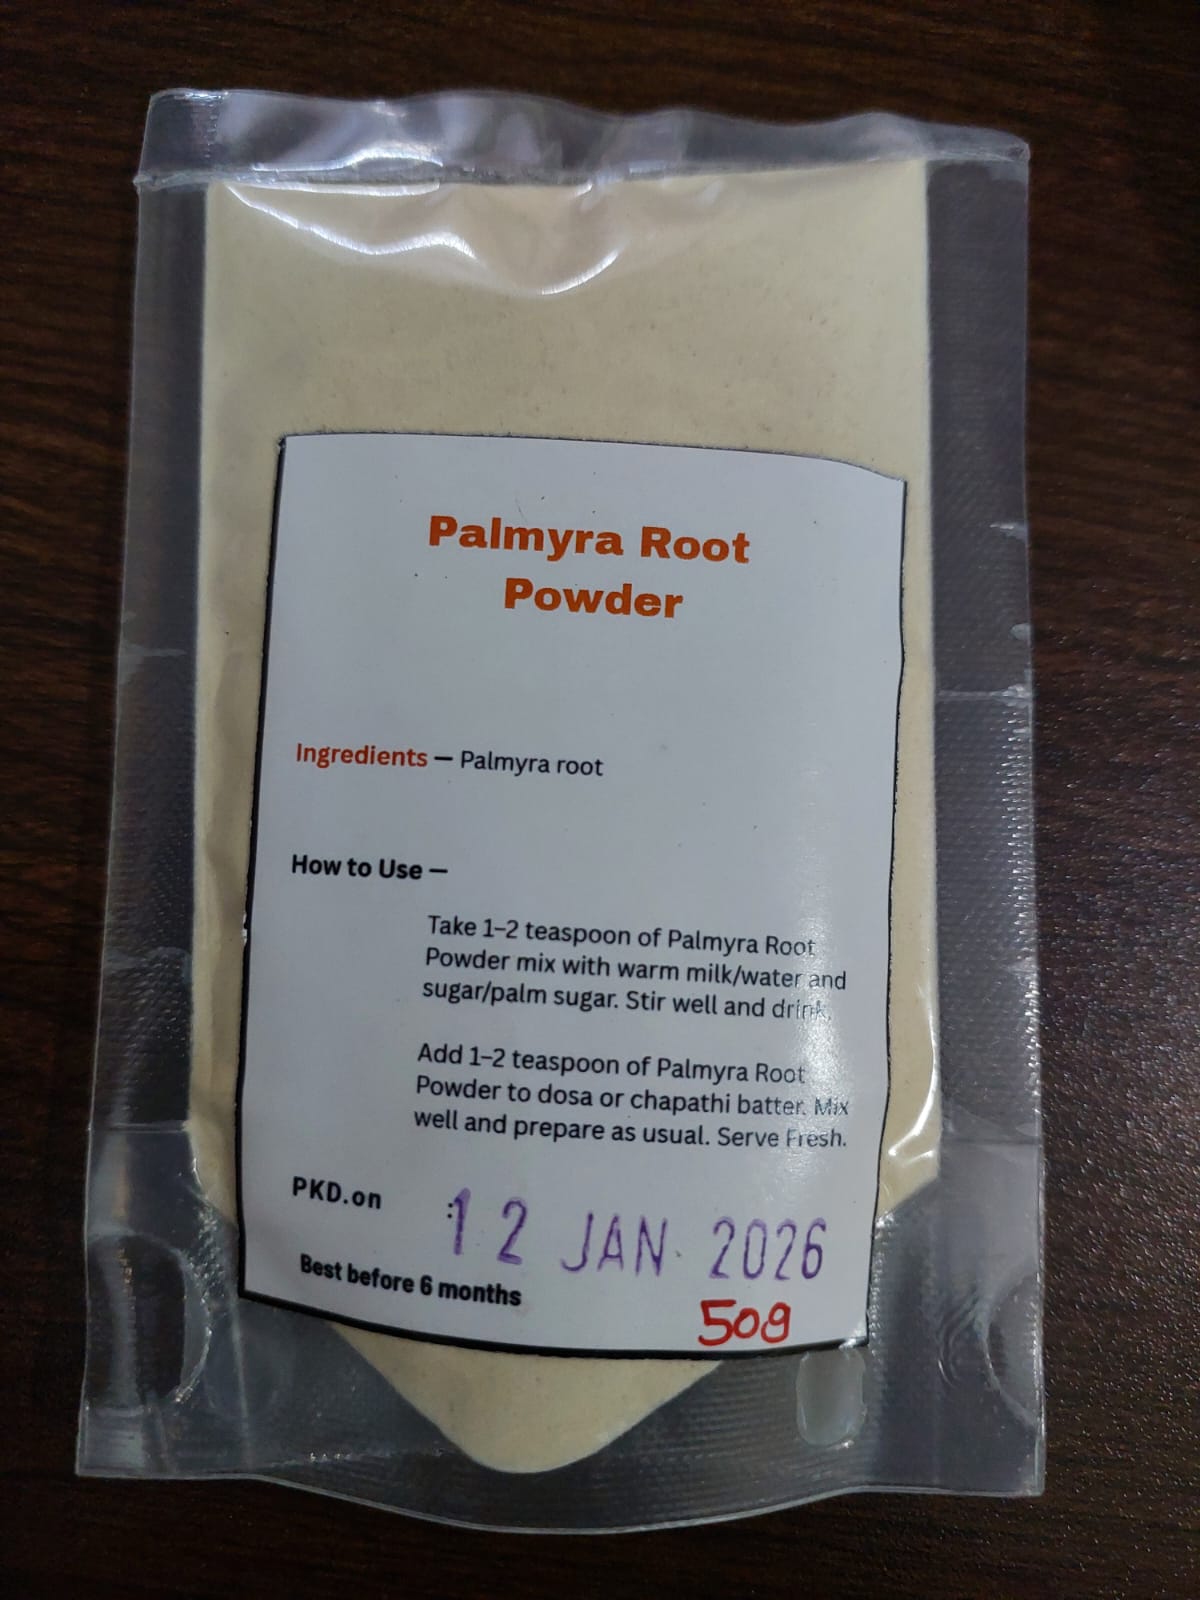 Palmyra Root
Powder
Ingredients — Palmyra root
How to Use —
Take 1–2 teaspoon of Palmyra Root
Powder mix with warm milk/water and
sugar/palm sugar. Stir well and drink.
Add 1–2 teaspoon of Palmyra Root
Powder to dosa or chapathi batter. Mix
well and prepare as usual. Serve Fresh.
PKD.on : 12 JAN 2026
Best before 6 months
50g